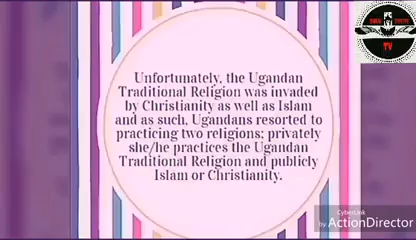 TV
Unfortunately, the Ugandan
Traditional Religion was invaded
by Christianity as well as Islam
and as such, Ugandans resorted to
practicing two religions; privately
she/he practices the Ugandan
Traditional Religion and publicly
Islam or Christianity.
CyberLink
by ActionDirector